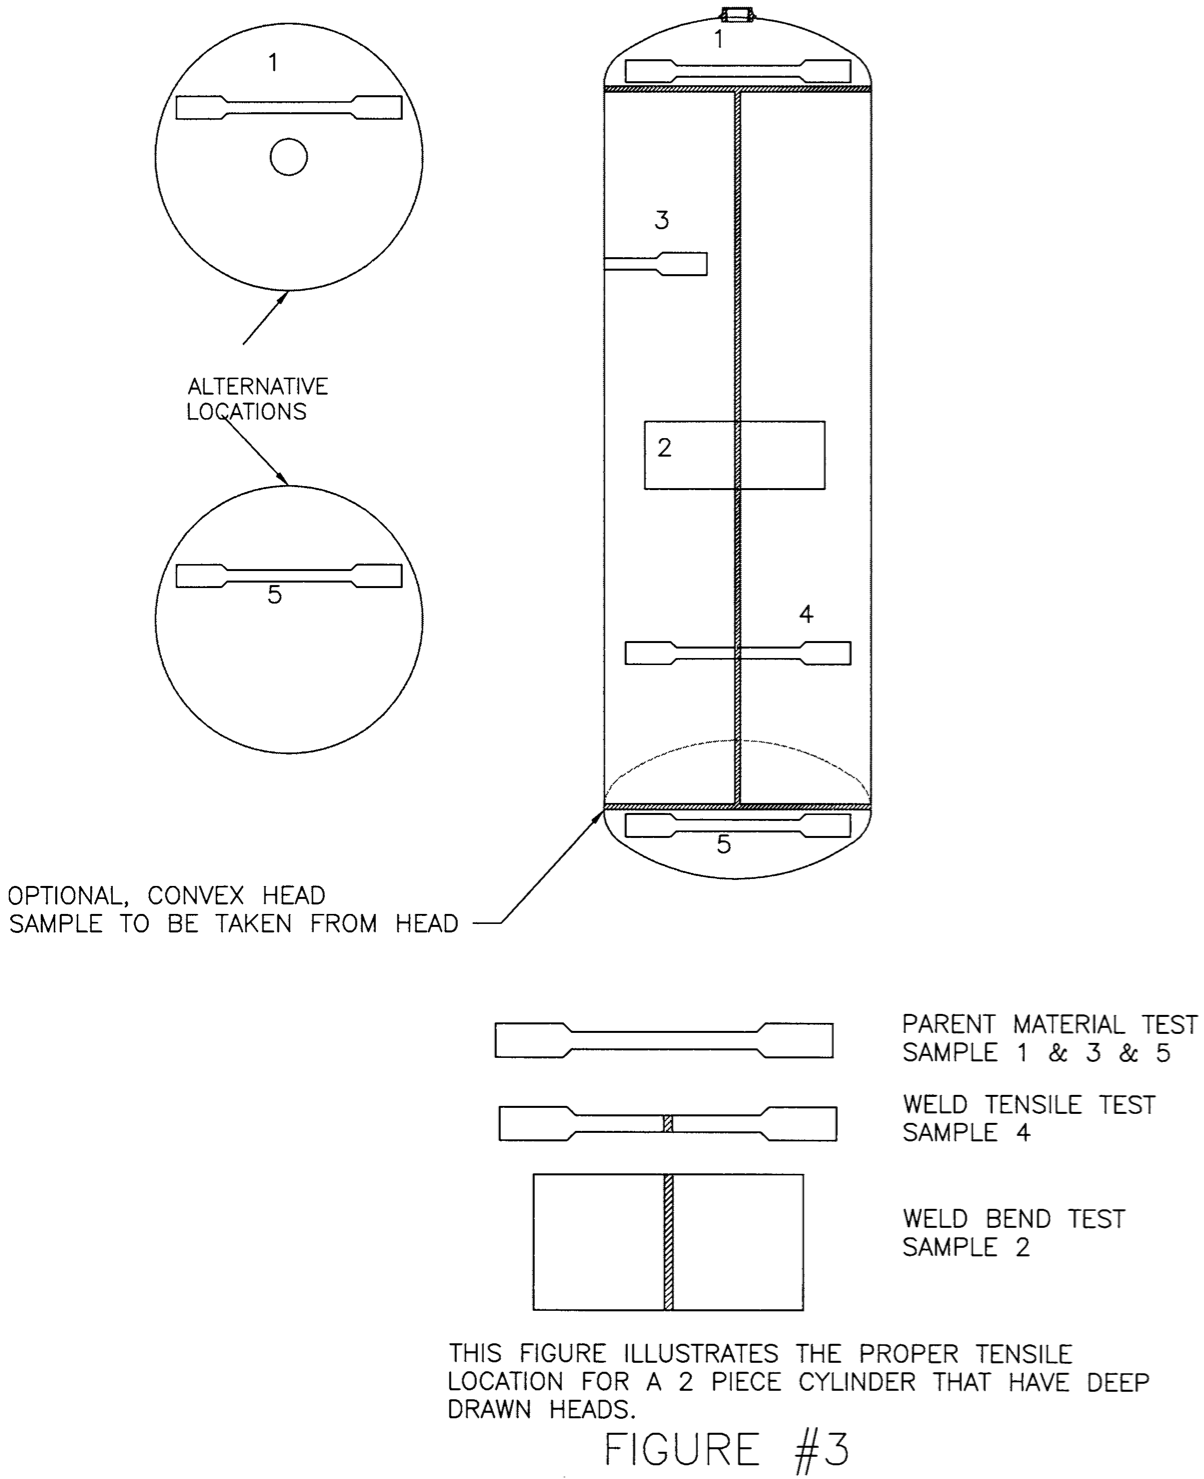 1
1
3
ALTERNATIVE
LOCATIONS
2
5
4
5
OPTIONAL, CONVEX HEAD
SAMPLE TO BE TAKEN FROM HEAD
PARENT MATERIAL TEST
SAMPLE 1 & 3 & 5
WELD TENSILE TEST
SAMPLE 4
WELD BEND TEST
SAMPLE 2
THIS FIGURE ILLUSTRATES THE PROPER TENSILE
LOCATION FOR A 2 PIECE CYLINDER THAT HAVE DEEP
DRAWN HEADS.
FIGURE #3